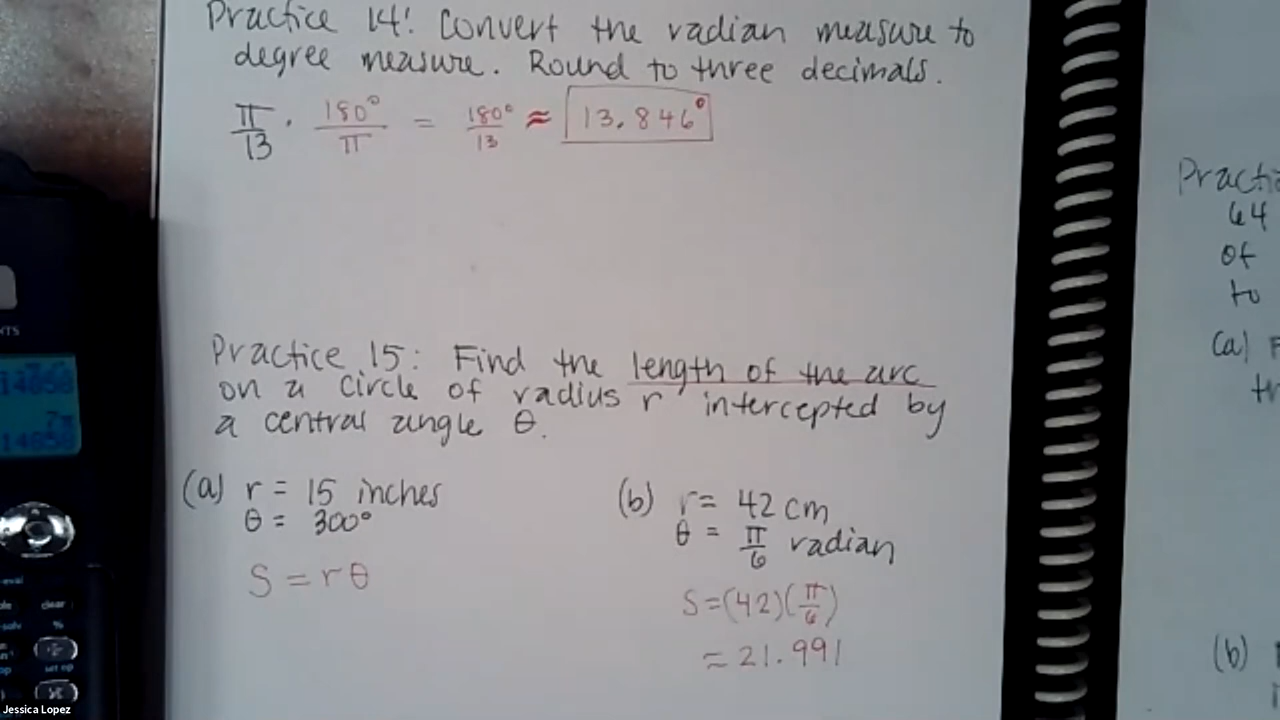 Practice 14: Convert the radian measure to
degree measure. Round to three decimals.
π/13 · 180°/π = 180°/13 ≈ 13.846°
Practice 15: Find the length of the arc
on a circle of radius r intercepted by
a central angle θ.
(a) r = 15 inches
θ = 300°
S = rθ
(b) r = 42 cm
θ = π/6 radian
S=(42)(π/6)
≈ 21.991
64
of
to
(a)
(b)
clear
%
Jessica Lopez